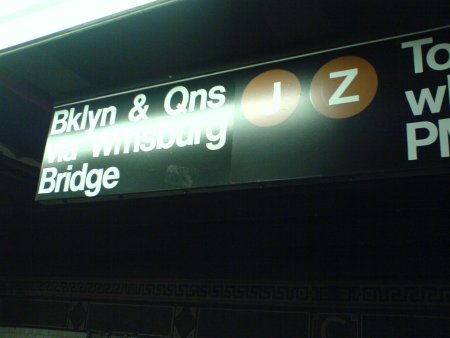 Bklyn & Qns
via Wmsburg
Bridge
J Z
To
wh
PM
C